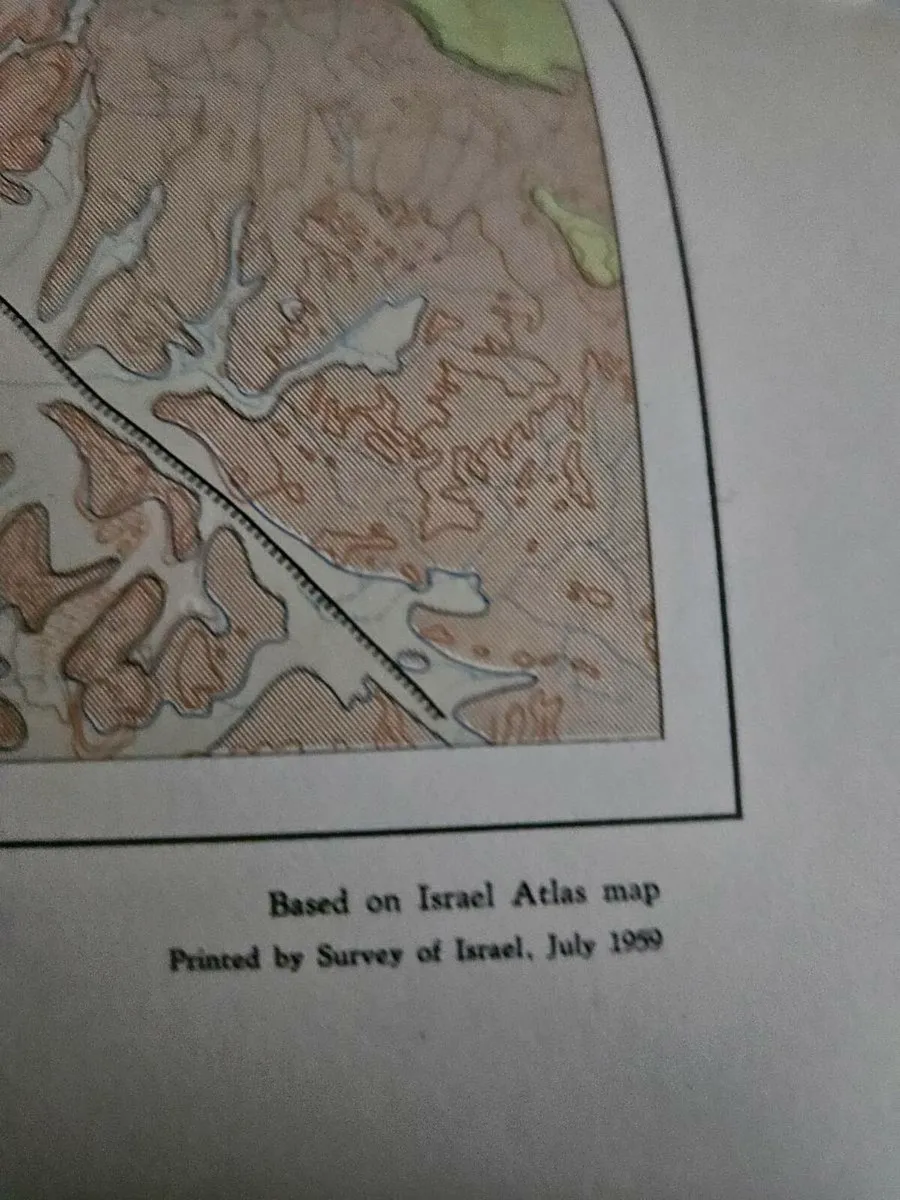 Based on Israel Atlas map
Printed by Survey of Israel, July 1959